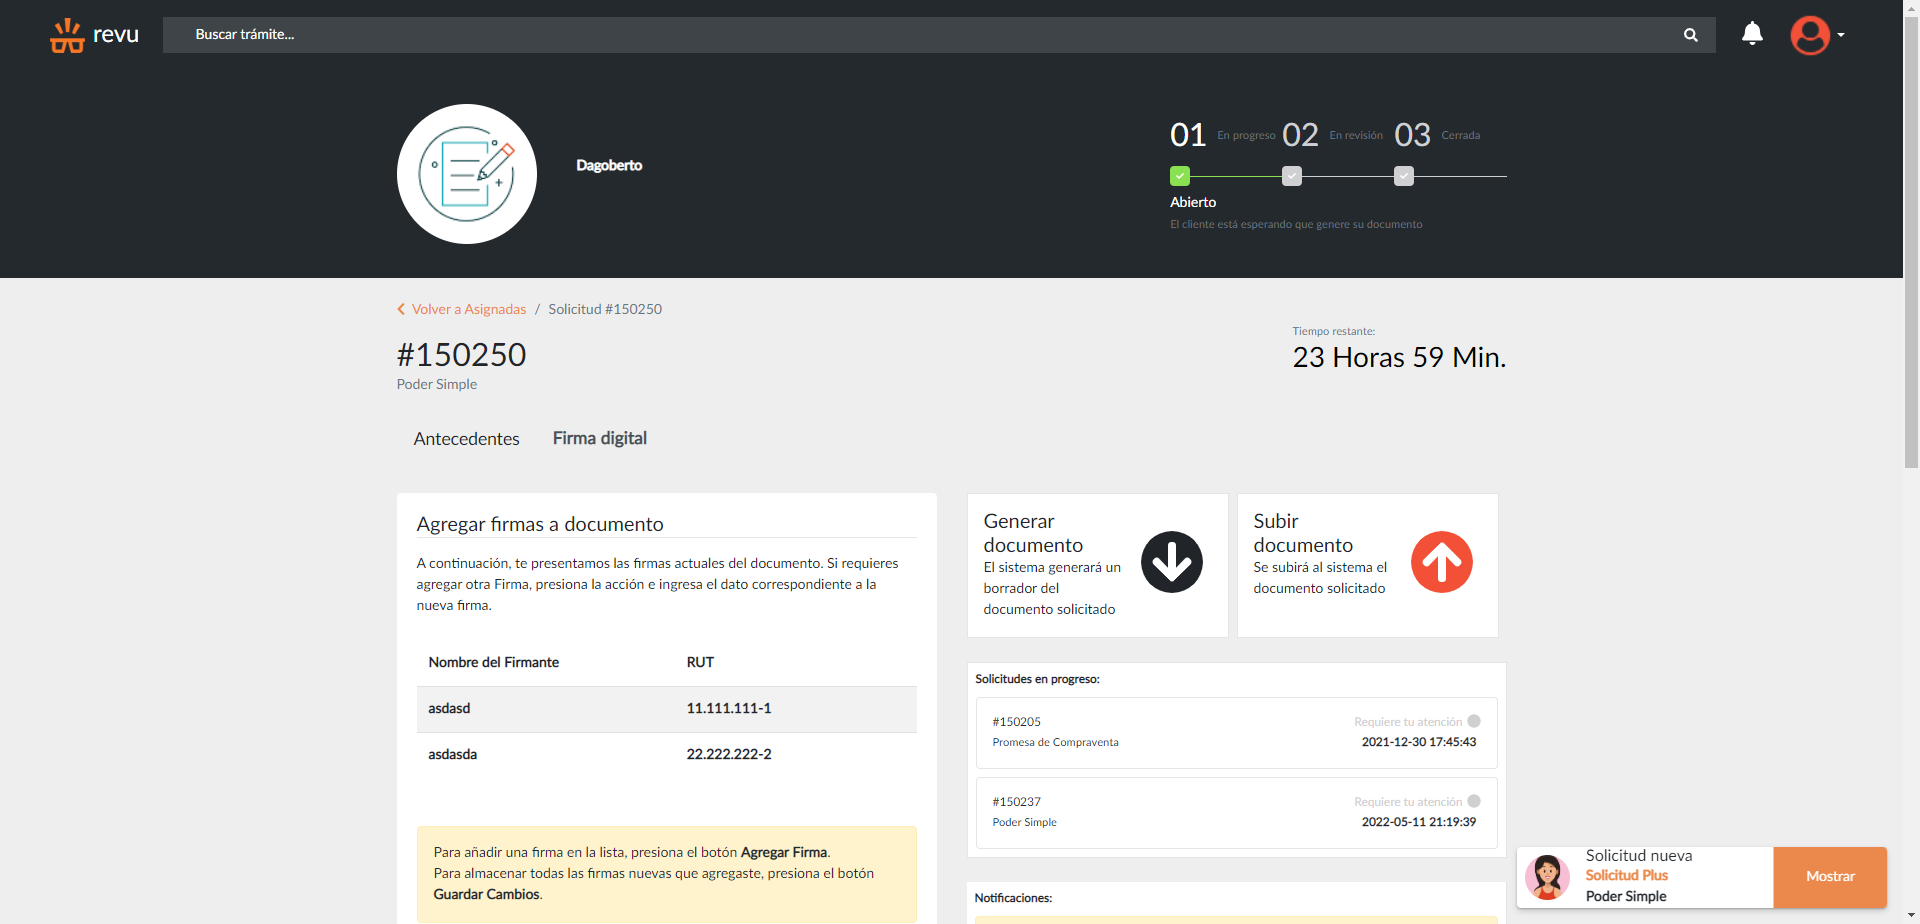 revu
Buscar trámite...
Dagoberto
01 En progreso 02 En revisión 03 Cerrada
Abierto
El cliente está esperando que genere su documento
Volver a Asignadas / Solicitud #150250
#150250
Poder Simple
Tiempo restante:
23 Horas 59 Min.
Antecedentes Firma digital
Agregar firmas a documento
A continuación, te presentamos las firmas actuales del documento. Si requieres
agregar otra Firma, presiona la acción e ingresa el dato correspondiente a la
nueva firma.
Nombre del Firmante RUT
asdasd 11.111.111-1
asdasda 22.222.222-2
Para añadir una firma en la lista, presiona el botón Agregar Firma.
Para almacenar todas las firmas nuevas que agregaste, presiona el botón
Guardar Cambios.
Generar
documento
El sistema generará un
borrador del
documento solicitado
Subir
documento
Se subirá al sistema el
documento solicitado
Solicitudes en progreso:
#150205 Requiere tu atención
Promesa de Compraventa 2021-12-30 17:45:43
#150237 Requiere tu atención
Poder Simple 2022-05-11 21:19:39
Notificaciones:
Solicitud nueva
Solicitud Plus
Poder Simple
Mostrar